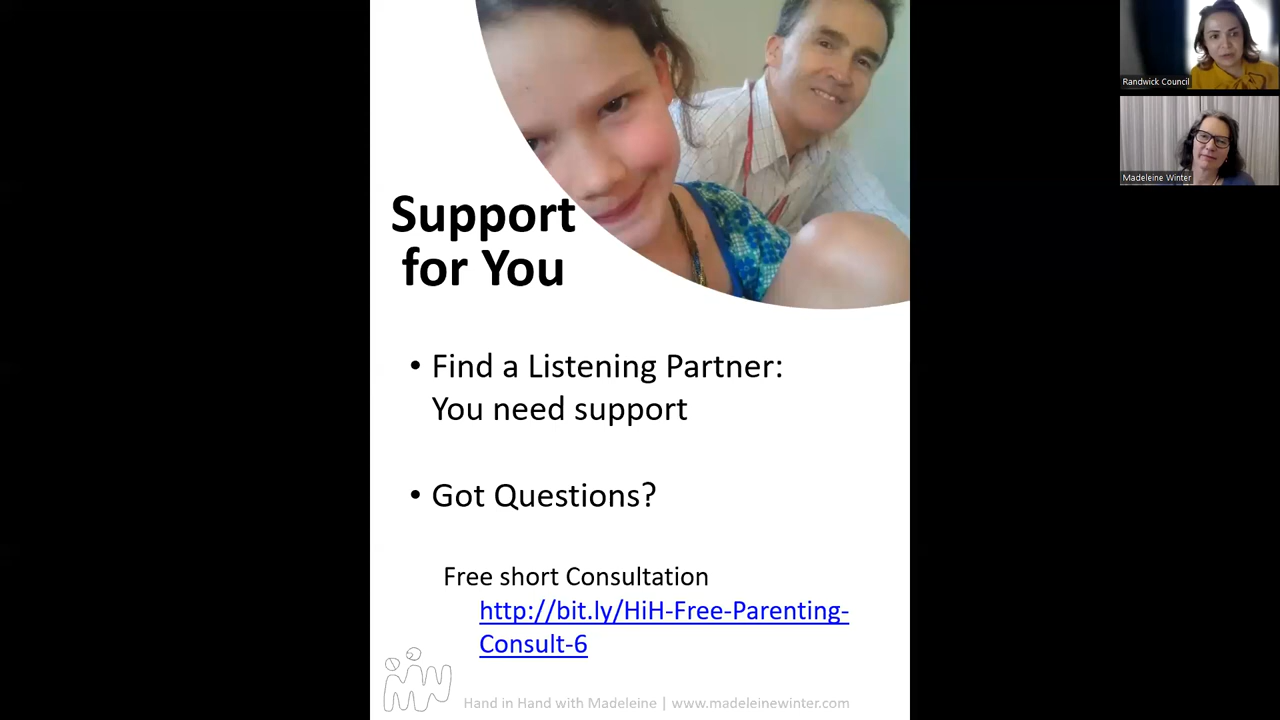 Support
for You
• Find a Listening Partner:
You need support
• Got Questions?
Free short Consultation
http://bit.ly/HiH-Free-Parenting-
Consult-6
Hand in Hand with Madeleine | www.madeleinewinter.com
Randwick Council
Madeleine Winter